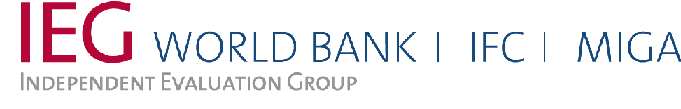 IEG WORLD BANK | IFC | MIGA
INDEPENDENT EVALUATION GROUP